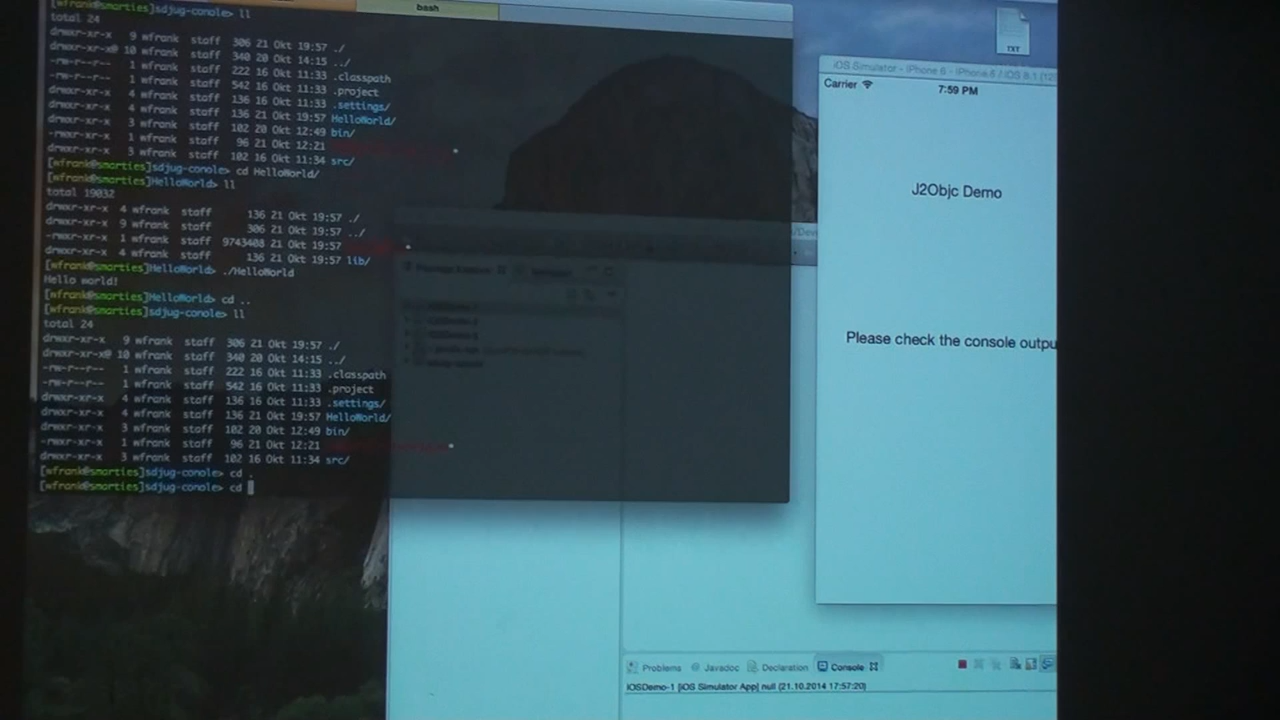 bash
[wfrank@smarties]sdjug-conole> ll
total 24
drwxr-xr-x 9 wfrank staff 306 21 Okt 19:57 ./
drwxr-xr-x@ 10 wfrank staff 340 20 Okt 14:15 ../
-rw-r--r-- 1 wfrank staff 222 16 Okt 11:33 .classpath
-rw-r--r-- 1 wfrank staff 542 16 Okt 11:33 .project
drwxr-xr-x 4 wfrank staff 136 16 Okt 11:33 .settings/
drwxr-xr-x 4 wfrank staff 136 21 Okt 19:57 HelloWorld/
drwxr-xr-x 3 wfrank staff 102 20 Okt 12:49 bin/
-rwxr-xr-x 1 wfrank staff 96 21 Okt 12:21
drwxr-xr-x 3 wfrank staff 102 16 Okt 11:34 src/
[wfrank@smarties]sdjug-conole> cd HelloWorld/
[wfrank@smarties]HelloWorld> ll
total 19032
drwxr-xr-x 4 wfrank staff 136 21 Okt 19:57 ./
drwxr-xr-x 9 wfrank staff 306 21 Okt 19:57 ../
-rwxr-xr-x 1 wfrank staff 9743408 21 Okt 19:57
drwxr-xr-x 4 wfrank staff 136 21 Okt 19:57 lib/
[wfrank@smarties]HelloWorld> ./HelloWorld
Hello world!
[wfrank@smarties]HelloWorld> cd ..
[wfrank@smarties]sdjug-conole> ll
total 24
drwxr-xr-x 9 wfrank staff 306 21 Okt 19:57 ./
drwxr-xr-x@ 10 wfrank staff 340 20 Okt 14:15 ../
-rw-r--r-- 1 wfrank staff 222 16 Okt 11:33 .classpath
-rw-r--r-- 1 wfrank staff 542 16 Okt 11:33 .project
drwxr-xr-x 4 wfrank staff 136 16 Okt 11:33 .settings/
drwxr-xr-x 4 wfrank staff 136 21 Okt 19:57 HelloWorld/
drwxr-xr-x 3 wfrank staff 102 20 Okt 12:49 bin/
-rwxr-xr-x 1 wfrank staff 96 21 Okt 12:21
drwxr-xr-x 3 wfrank staff 102 16 Okt 11:34 src/
[wfrank@smarties]sdjug-conole> cd .
[wfrank@smarties]sdjug-conole> cd
TXT
iOS Simulator - iPhone 6 - iPhone 6 / iOS 8.1 (12
Carrier 7:59 PM
J2Objc Demo
Please check the console outpu
Problems @ Javadoc Declaration Console
IOSDemo-1 [iOS Simulator App] null (21.10.2014 17:57:20)